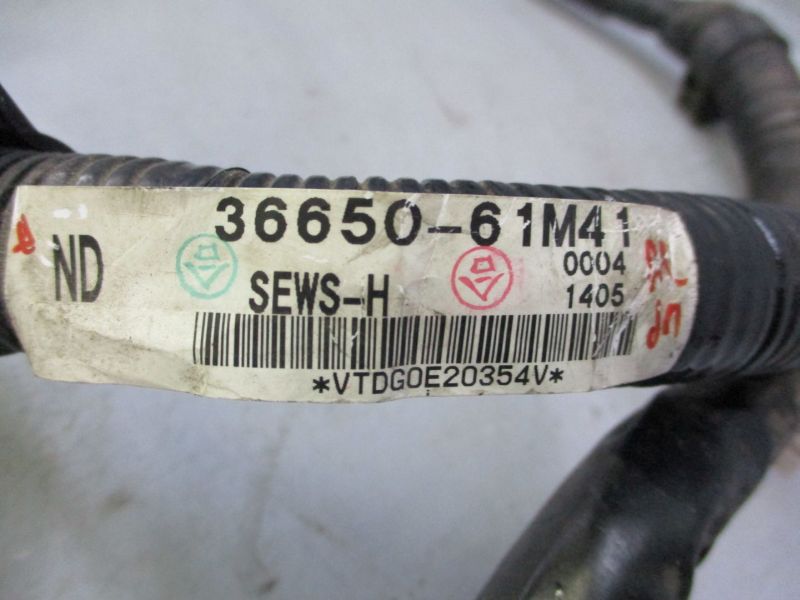 36650-61M41
ND
0004
SEWS-H
1405
*VTDG0E20354V*